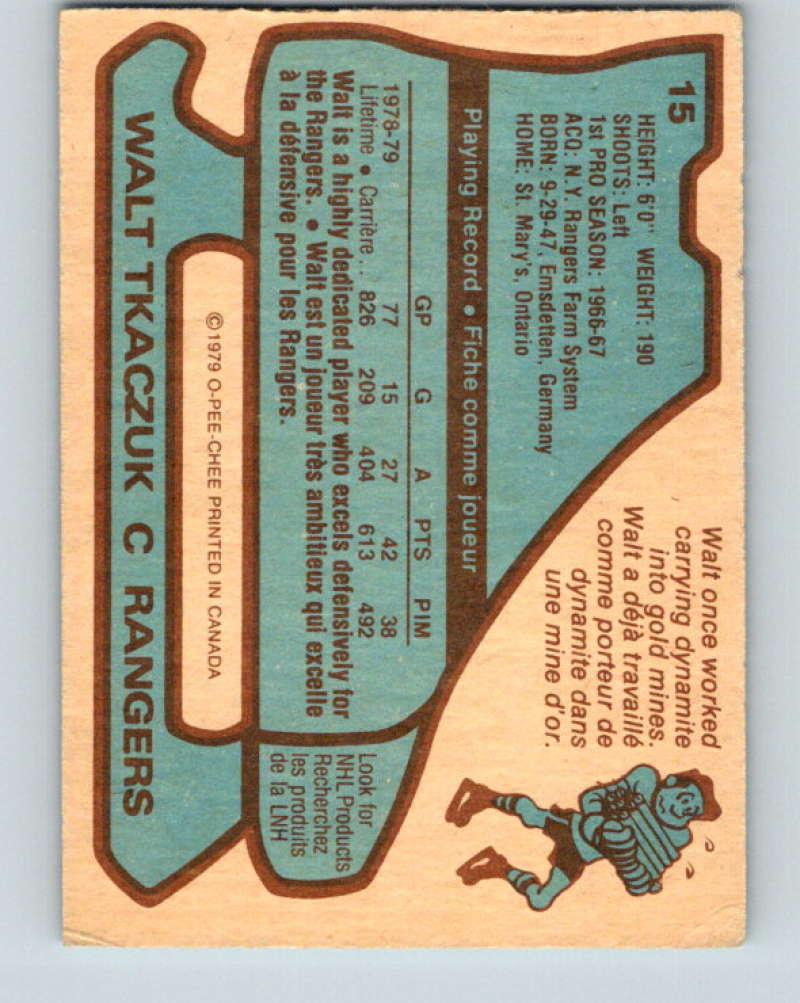 15
HEIGHT: 6'0" WEIGHT: 190
SHOOTS: Left
1st PRO SEASON: 1966-67
ACQ: N.Y. Rangers Farm System
BORN: 9-29-47, Emsdetten, Germany
HOME: St. Mary's, Ontario
Walt once worked
carrying dynamite
into gold mines.
Walt a déjà travaillé
comme porteur de
dynamite dans
une mine d'or.
Playing Record • Fiche comme joueur
GP G A PTS PIM
1978-79 77 15 27 42 38
Lifetime • Carrière .. 826 209 404 613 492
Walt is a highly dedicated player who excels defensively for
the Rangers. • Walt est un joueur très ambitieux qui excelle
à la défensive pour les Rangers.
Look for
NHL Products
Recherchez
les produits
de la LNH
©1979 O-PEE-CHEE PRINTED IN CANADA
WALT TKACZUK C RANGERS